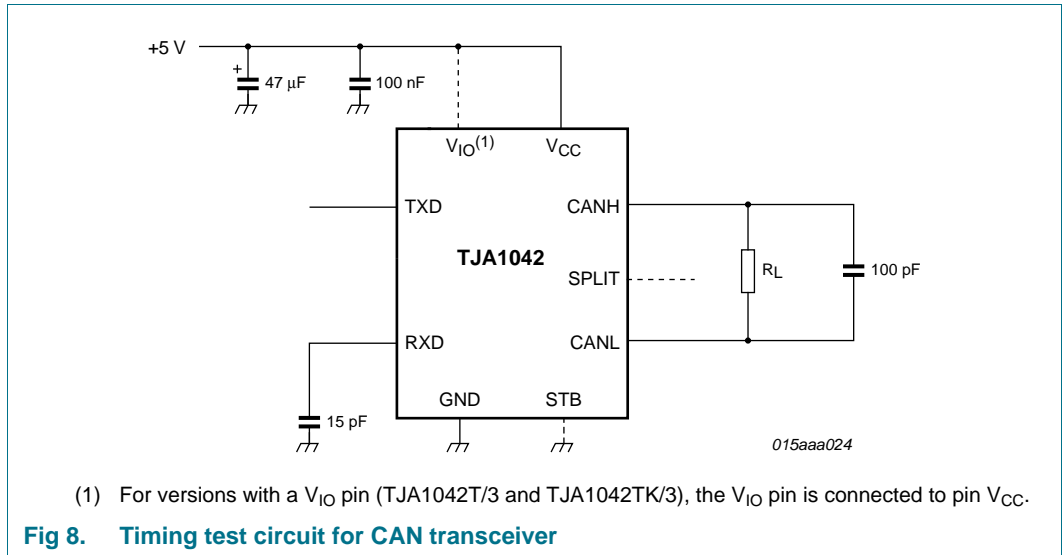 +5 V
+
47 μF
100 nF
VIO(1)
VCC
TXD
CANH
TJA1042
SPLIT
RL
100 pF
RXD
CANL
GND
STB
15 pF
015aaa024
(1) For versions with a VIO pin (TJA1042T/3 and TJA1042TK/3), the VIO pin is connected to pin VCC.
Fig 8. Timing test circuit for CAN transceiver